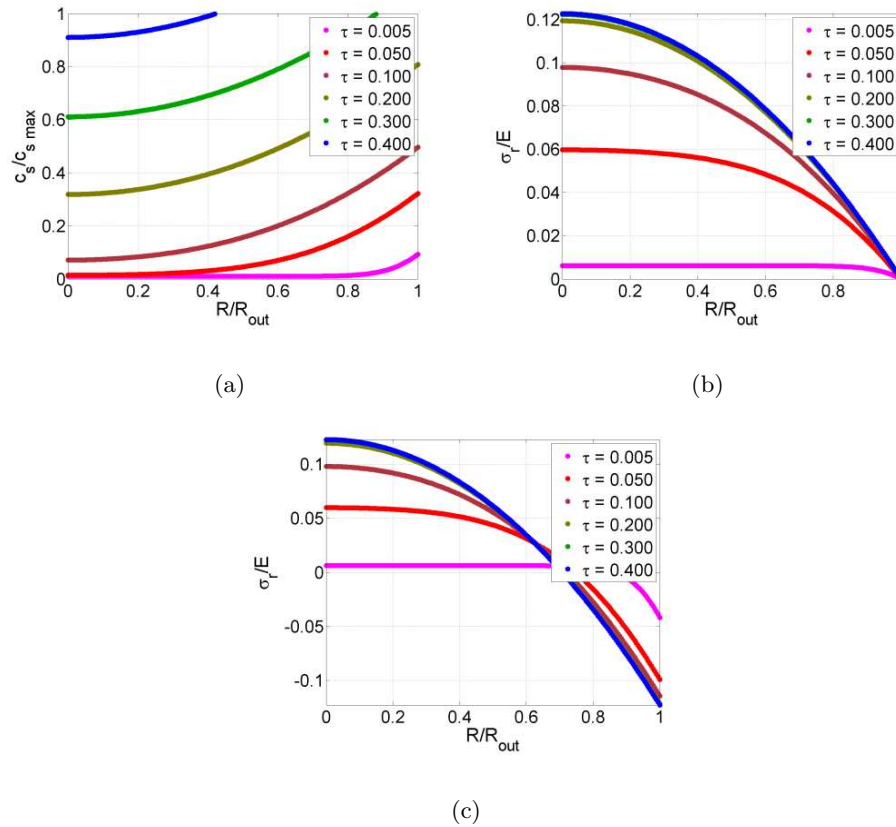 1
0.8
0.6
0.4
0.2
0
c_s/c_s max
0 0.2 0.4 0.6 0.8 1
R/R_out
τ = 0.005
τ = 0.050
τ = 0.100
τ = 0.200
τ = 0.300
τ = 0.400
(a)
0.12
0.1
0.08
0.06
0.04
0.02
0
σ_r/E
0 0.2 0.4 0.6 0.8
R/R_out
τ = 0.005
τ = 0.050
τ = 0.100
τ = 0.200
τ = 0.300
τ = 0.400
(b)
0.1
0.05
0
-0.05
-0.1
σ_r/E
0 0.2 0.4 0.6 0.8 1
R/R_out
τ = 0.005
τ = 0.050
τ = 0.100
τ = 0.200
τ = 0.300
τ = 0.400
(c)